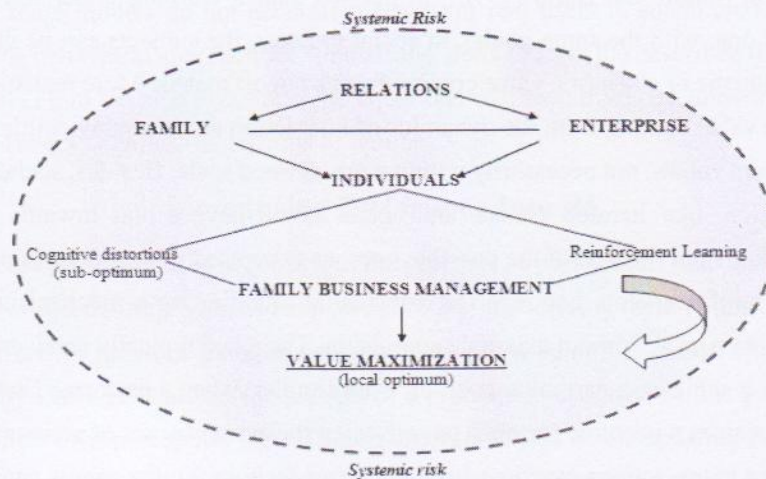 Systemic Risk
RELATIONS
FAMILY
ENTERPRISE
INDIVIDUALS
Cognitive distortions
(sub-optimum)
Reinforcement Learning
FAMILY BUSINESS MANAGEMENT
VALUE MAXIMIZATION
(local optimum)
Systemic risk